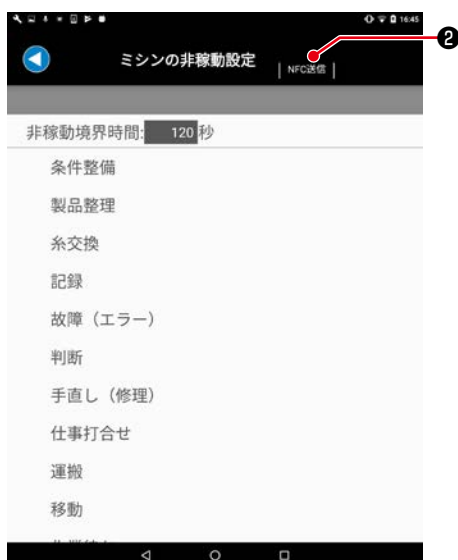 16:45
❷
ミシンの非稼動設定
NFC送信
非稼動境界時間: 120 秒
条件整備
製品整理
糸交換
記録
故障（エラー）
判断
手直し（修理）
仕事打合せ
運搬
移動